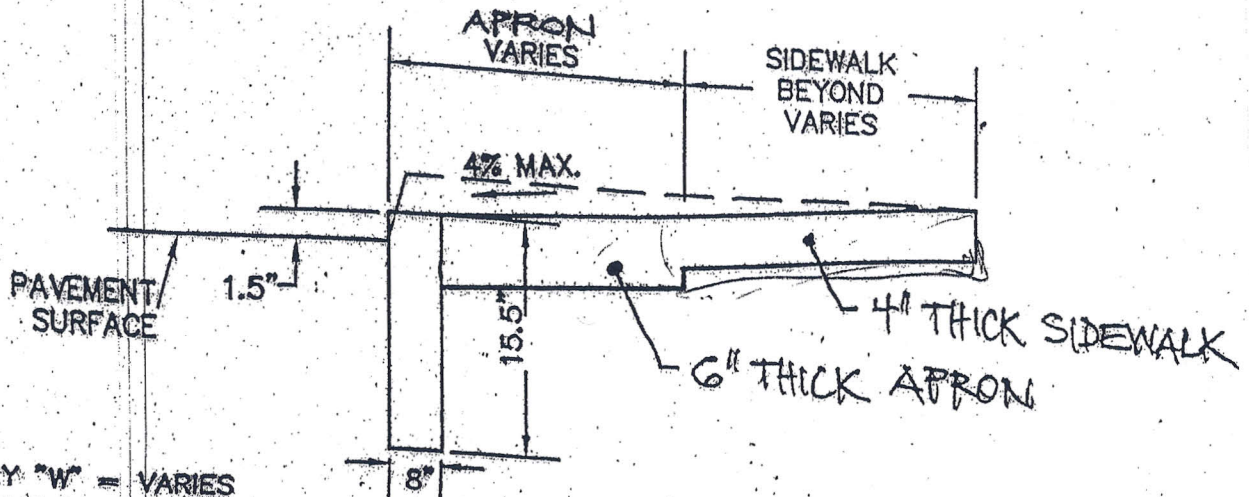 APRON
VARIES
SIDEWALK
BEYOND
VARIES
4% MAX.
PAVEMENT
SURFACE
1.5"
15.5"
4" THICK SIDEWALK
6" THICK APRON
Y "W" = VARIES
8"